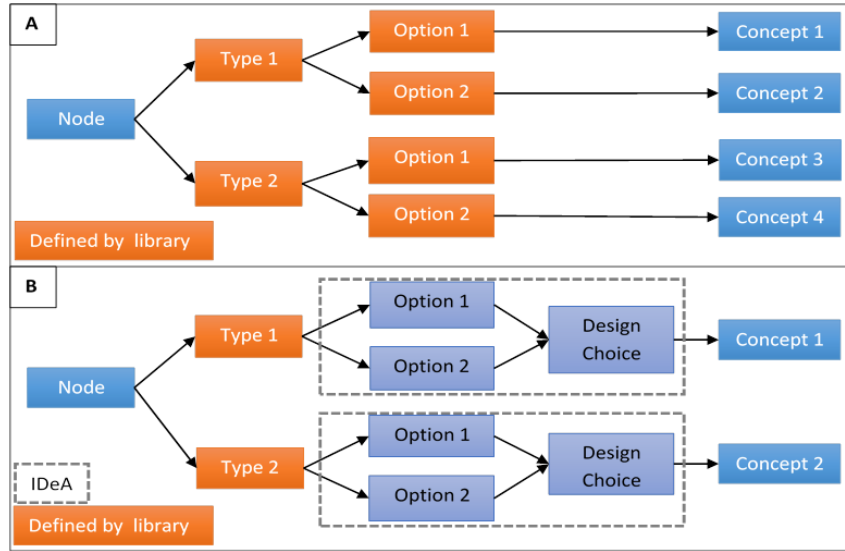 A
Option 1
Concept 1
Type 1
Option 2
Concept 2
Node
Option 1
Concept 3
Type 2
Option 2
Concept 4
Defined by library
B
Option 1
Type 1
Design
Choice
Concept 1
Option 2
Node
Option 1
Type 2
Design
Choice
Concept 2
Option 2
IDeA
Defined by library